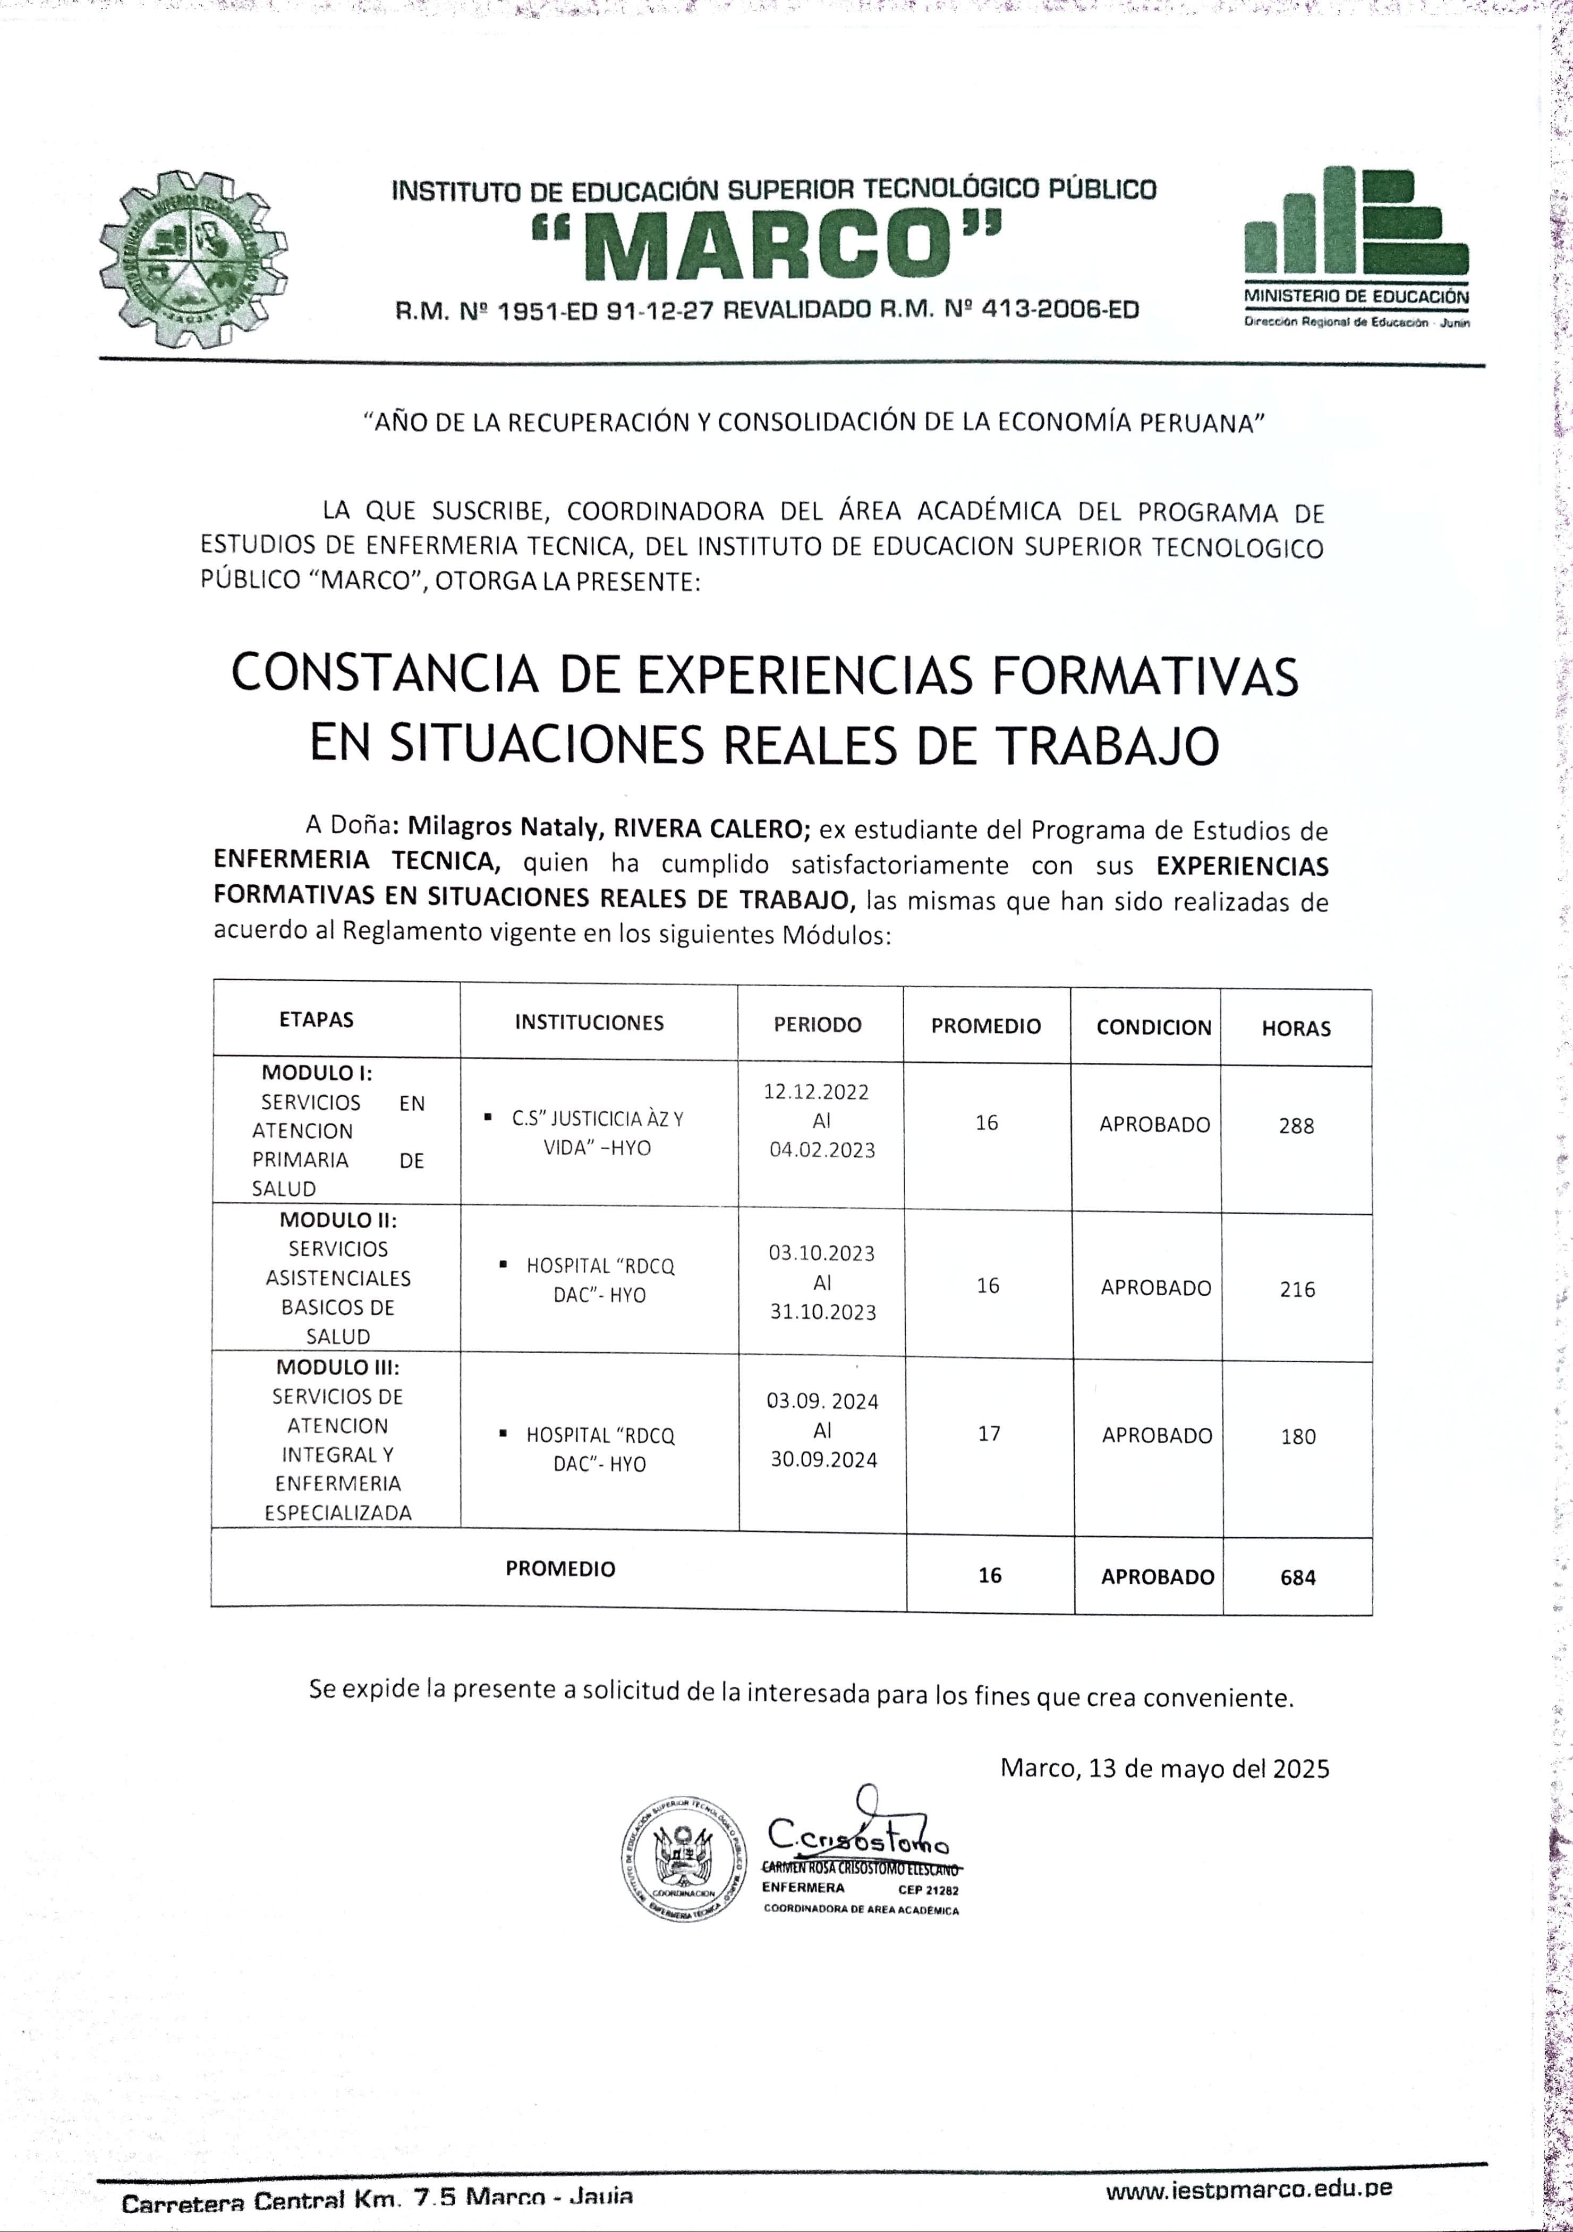 INSTITUTO DE EDUCACIÓN SUPERIOR TECNOLÓGICO PÚBLICO
“MARCO”
R.M. Nº 1951-ED 91-12-27 REVALIDADO R.M. Nº 413-2006-ED
MINISTERIO DE EDUCACIÓN
Dirección Regional de Educación - Junín
“AÑO DE LA RECUPERACIÓN Y CONSOLIDACIÓN DE LA ECONOMÍA PERUANA”
LA QUE SUSCRIBE, COORDINADORA DEL ÁREA ACADÉMICA DEL PROGRAMA DE
ESTUDIOS DE ENFERMERIA TECNICA, DEL INSTITUTO DE EDUCACION SUPERIOR TECNOLOGICO
PÚBLICO “MARCO”, OTORGA LA PRESENTE:
CONSTANCIA DE EXPERIENCIAS FORMATIVAS
EN SITUACIONES REALES DE TRABAJO
A Doña: Milagros Nataly, RIVERA CALERO; ex estudiante del Programa de Estudios de
ENFERMERIA TECNICA, quien ha cumplido satisfactoriamente con sus EXPERIENCIAS
FORMATIVAS EN SITUACIONES REALES DE TRABAJO, las mismas que han sido realizadas de
acuerdo al Reglamento vigente en los siguientes Módulos:
ETAPAS INSTITUCIONES PERIODO PROMEDIO CONDICION HORAS
MODULO I:
SERVICIOS EN
ATENCION
PRIMARIA DE
SALUD
▪ C.S” JUSTICICIA ÀZ Y
VIDA” –HYO
12.12.2022
Al
04.02.2023
16
APROBADO
288
MODULO II:
SERVICIOS
ASISTENCIALES
BASICOS DE
SALUD
▪ HOSPITAL “RDCQ
DAC”- HYO
03.10.2023
Al
31.10.2023
16
APROBADO
216
MODULO III:
SERVICIOS DE
ATENCION
INTEGRAL Y
ENFERMERIA
ESPECIALIZADA
▪ HOSPITAL “RDCQ
DAC”- HYO
03.09. 2024
Al
30.09.2024
17
APROBADO
180
PROMEDIO 16 APROBADO 684
Se expide la presente a solicitud de la interesada para los fines que crea conveniente.
Marco, 13 de mayo del 2025
INSTITUTO DE EDUCACIÓN SUPERIOR TECNOLÓGICO PÚBLICO MARCO
COORDINACION
ENFERMERIA TECNICA
C.crisóstomo
CARMEN ROSA CRISOSTOMO ELESCANO
ENFERMERA CEP 21282
COORDINADORA DE AREA ACADEMICA
Carretera Central Km. 7.5 Marco - Jauja
www.iestpmarco.edu.pe